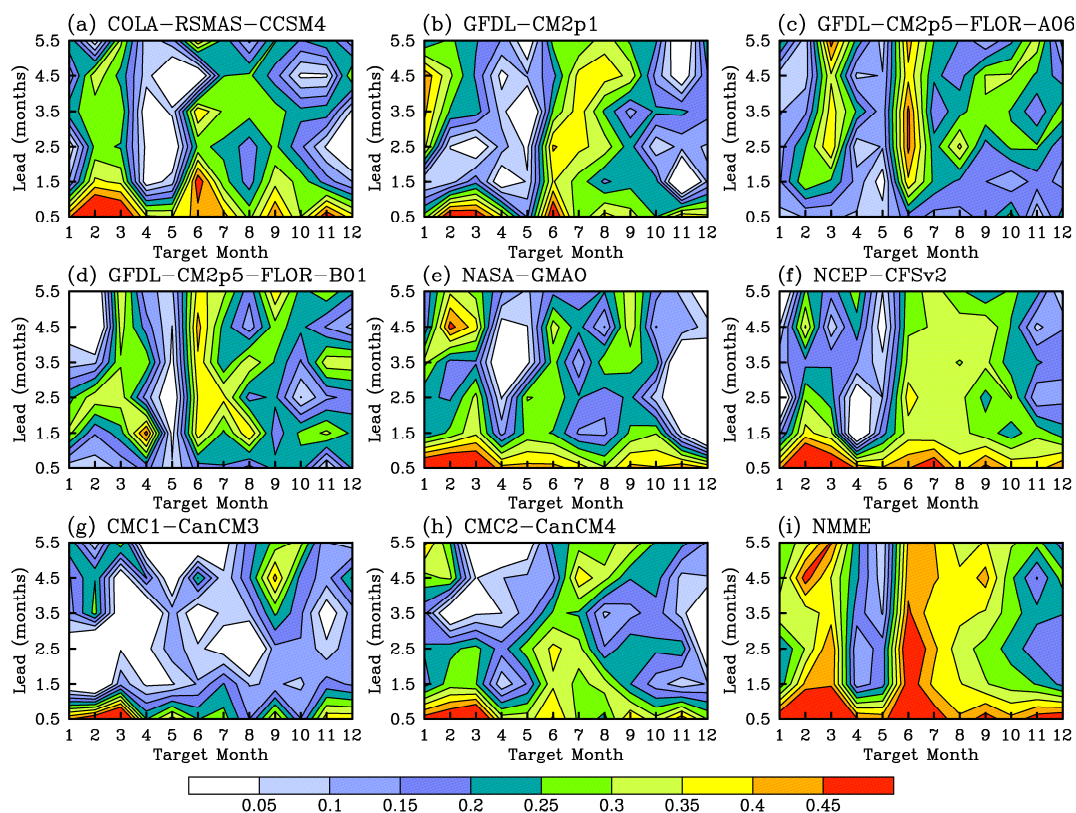 (a) COLA-RSMAS-CCSM4
(b) GFDL-CM2p1
(c) GFDL-CM2p5-FLOR-A06
5.5 5.5 5.5
4.5 4.5 4.5
3.5 3.5 3.5
2.5 2.5 2.5
1.5 1.5 1.5
0.5 0.5 0.5
Lead (months) Lead (months) Lead (months)
1 2 3 4 5 6 7 8 9 10 11 12 1 2 3 4 5 6 7 8 9 10 11 12 1 2 3 4 5 6 7 8 9 10 11 12
Target Month Target Month Target Month
(d) GFDL-CM2p5-FLOR-B01
(e) NASA-GMAO
(f) NCEP-CFSv2
5.5 5.5 5.5
4.5 4.5 4.5
3.5 3.5 3.5
2.5 2.5 2.5
1.5 1.5 1.5
0.5 0.5 0.5
Lead (months) Lead (months) Lead (months)
1 2 3 4 5 6 7 8 9 10 11 12 1 2 3 4 5 6 7 8 9 10 11 12 1 2 3 4 5 6 7 8 9 10 11 12
Target Month Target Month Target Month
(g) CMC1-CanCM3
(h) CMC2-CanCM4
(i) NMME
5.5 5.5 5.5
4.5 4.5 4.5
3.5 3.5 3.5
2.5 2.5 2.5
1.5 1.5 1.5
0.5 0.5 0.5
Lead (months) Lead (months) Lead (months)
1 2 3 4 5 6 7 8 9 10 11 12 1 2 3 4 5 6 7 8 9 10 11 12 1 2 3 4 5 6 7 8 9 10 11 12
Target Month Target Month Target Month
0.05 0.1 0.15 0.2 0.25 0.3 0.35 0.4 0.45